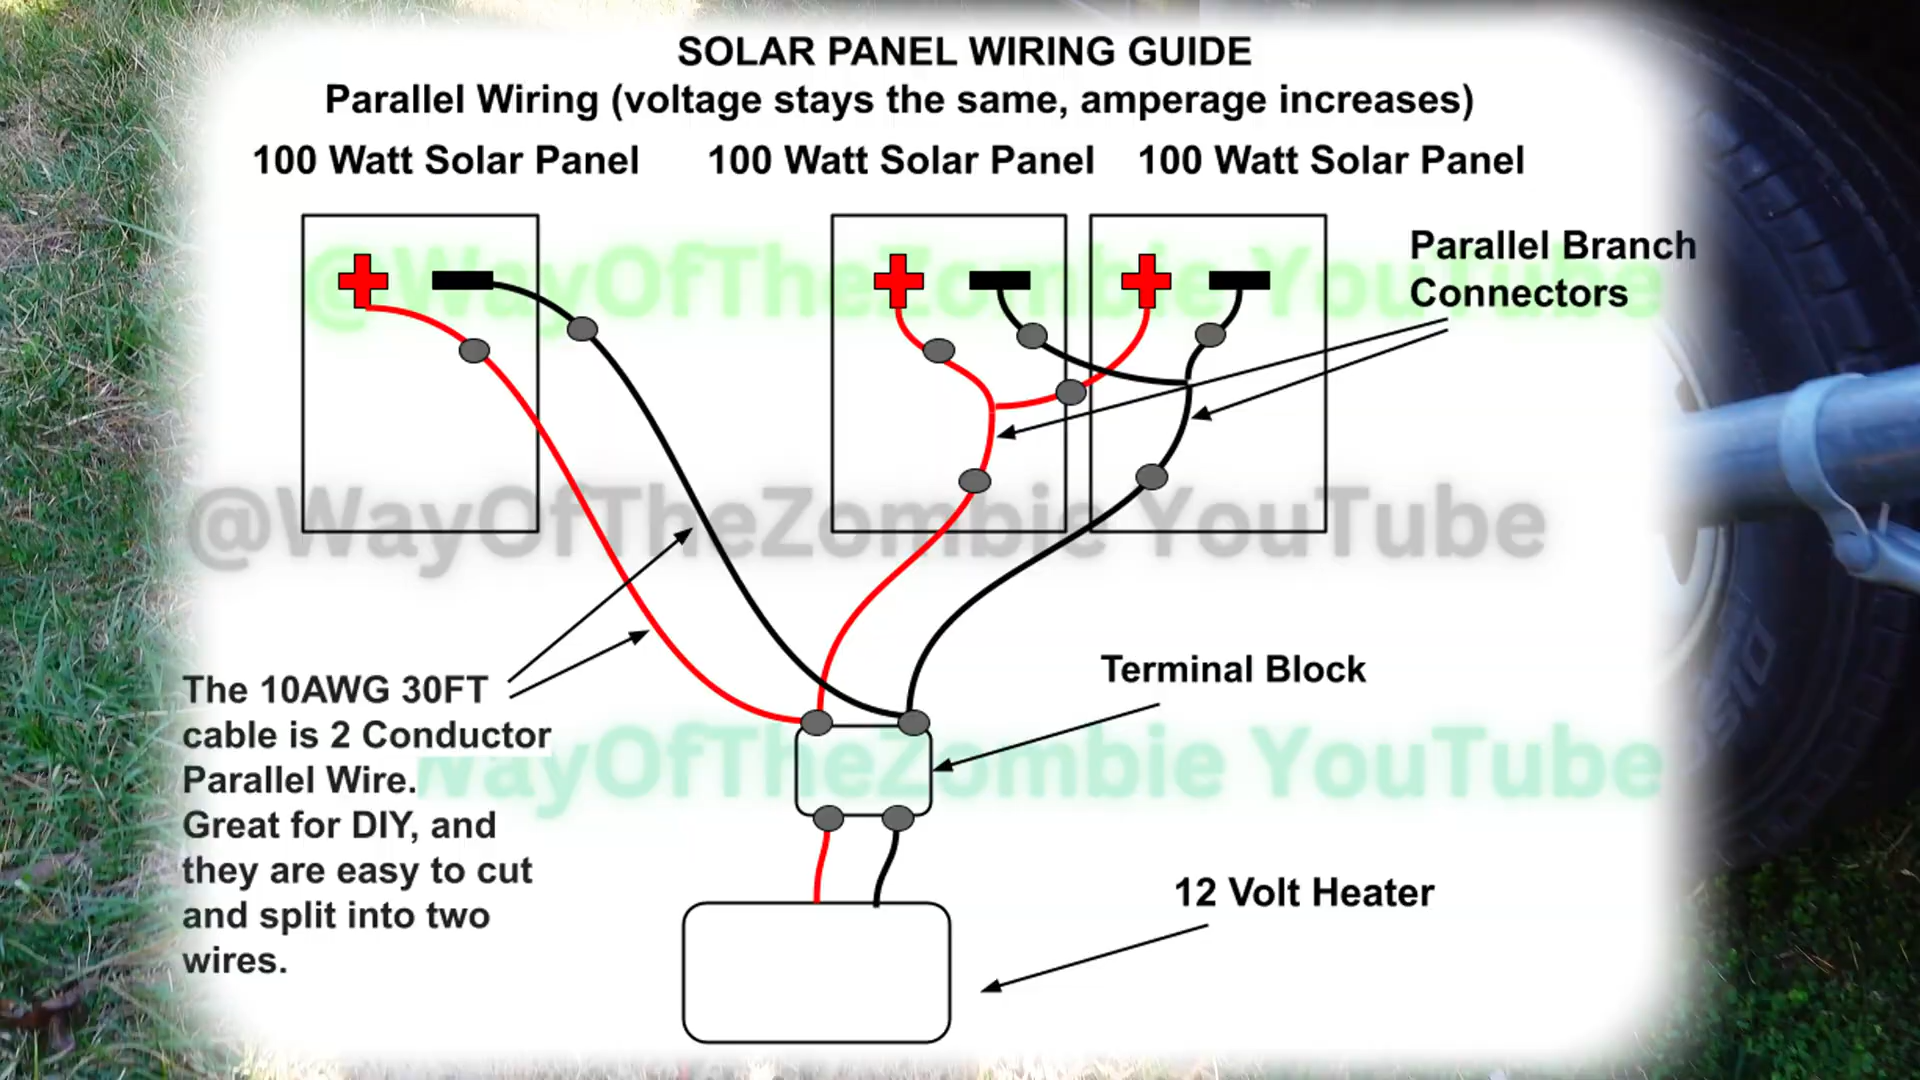 SOLAR PANEL WIRING GUIDE
Parallel Wiring (voltage stays the same, amperage increases)
100 Watt Solar Panel
100 Watt Solar Panel
100 Watt Solar Panel
@WayOfTheZombie YouTube
Parallel Branch
Connectors
@WayOfTheZombie YouTube
The 10AWG 30FT
cable is 2 Conductor
Parallel Wire.
Great for DIY, and
they are easy to cut
and split into two
wires.
Terminal Block
WayOfTheZombie YouTube
12 Volt Heater